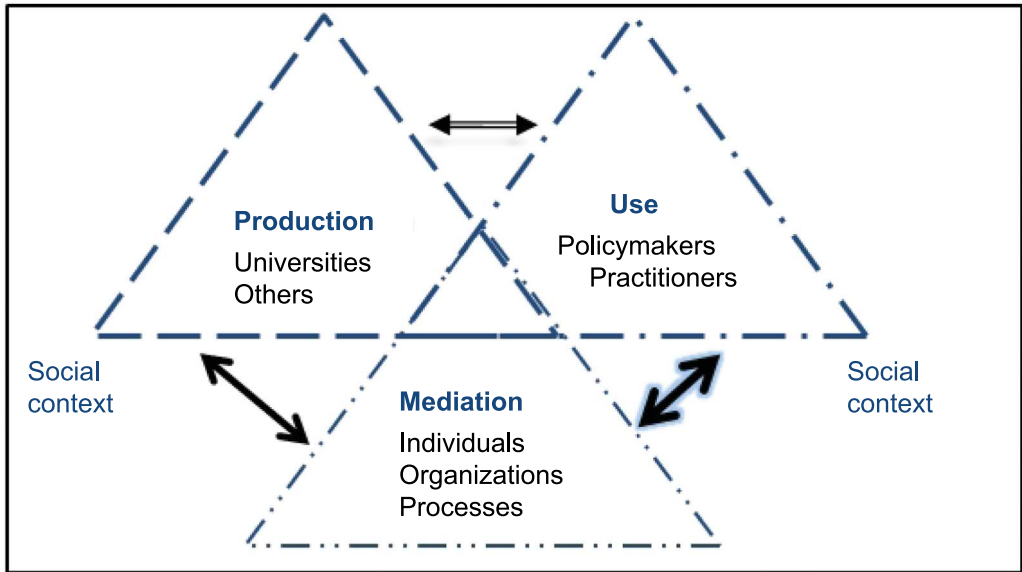 Production
Universities
Others
Use
Policymakers
Practitioners
Social
context
Mediation
Individuals
Organizations
Processes
Social
context